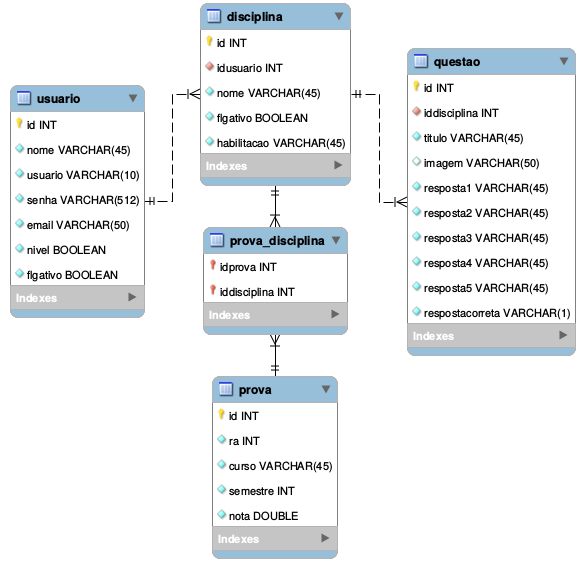 disciplina
id INT
idusuario INT
nome VARCHAR(45)
flgativo BOOLEAN
habilitacao VARCHAR(45)
Indexes
questao
id INT
iddisciplina INT
titulo VARCHAR(45)
imagem VARCHAR(50)
resposta1 VARCHAR(45)
resposta2 VARCHAR(45)
resposta3 VARCHAR(45)
resposta4 VARCHAR(45)
resposta5 VARCHAR(45)
respostacorreta VARCHAR(1)
Indexes
usuario
id INT
nome VARCHAR(45)
usuario VARCHAR(10)
senha VARCHAR(512)
email VARCHAR(50)
nivel BOOLEAN
flgativo BOOLEAN
Indexes
prova_disciplina
idprova INT
iddisciplina INT
Indexes
prova
id INT
ra INT
curso VARCHAR(45)
semestre INT
nota DOUBLE
Indexes